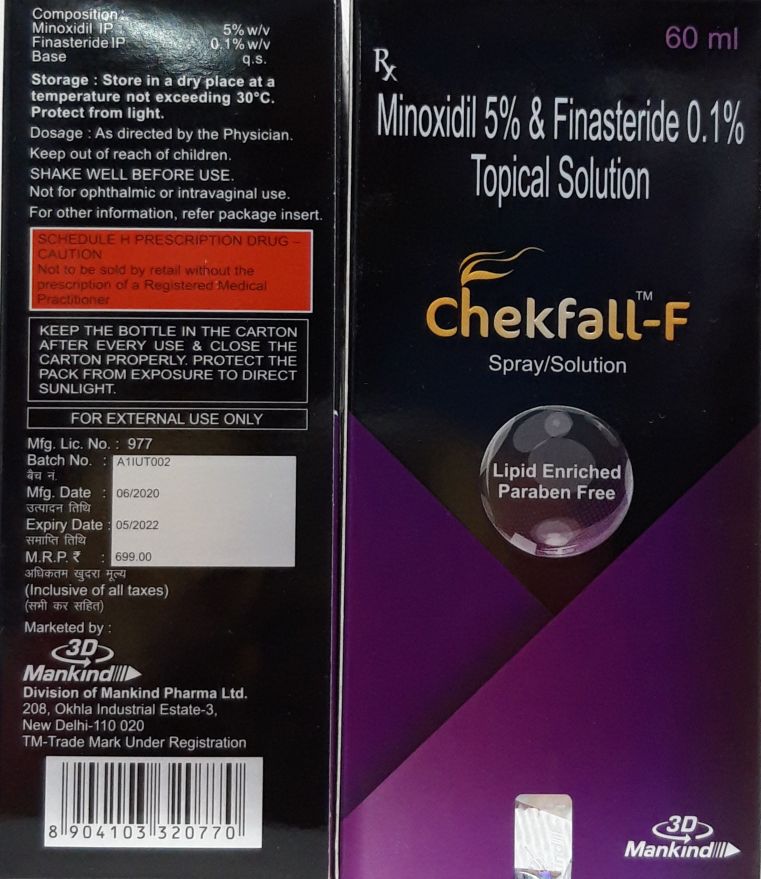 Composition :
Minoxidil IP 5% w/v
Finasteride IP 0.1% w/v
Base q.s.
Storage : Store in a dry place at a
temperature not exceeding 30°C.
Protect from light.
Dosage : As directed by the Physician.
Keep out of reach of children.
SHAKE WELL BEFORE USE.
Not for ophthalmic or intravaginal use.
For other information, refer package insert.
SCHEDULE H PRESCRIPTION DRUG –
CAUTION
Not to be sold by retail without the
prescription of a Registered Medical
Practitioner
KEEP THE BOTTLE IN THE CARTON
AFTER EVERY USE & CLOSE THE
CARTON PROPERLY. PROTECT THE
PACK FROM EXPOSURE TO DIRECT
SUNLIGHT.
FOR EXTERNAL USE ONLY
Mfg. Lic. No. : 977
Batch No. : A1IUT002
बैच नं.
Mfg. Date : 06/2020
उत्पादन तिथि
Expiry Date : 05/2022
समाप्ति तिथि
M.R.P. ₹ : 699.00
अधिकतम खुदरा मूल्य
(Inclusive of all taxes)
(सभी कर सहित)
Marketed by :
3D
Mankind
Division of Mankind Pharma Ltd.
208, Okhla Industrial Estate-3,
New Delhi-110 020
TM-Trade Mark Under Registration
8 904103 320770
60 ml
Rx
Minoxidil 5% & Finasteride 0.1%
Topical Solution
Chekfall-F™
Spray/Solution
Lipid Enriched
Paraben Free
3D
Mankind